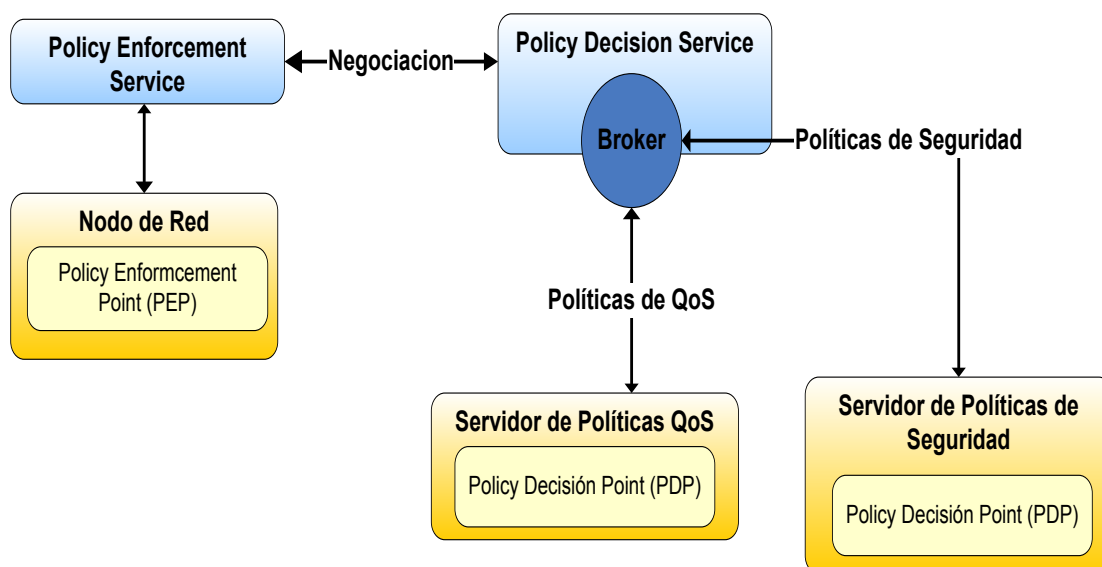 Policy Enforcement
Service
Negociacion
Policy Decision Service
Broker
Políticas de Seguridad
Nodo de Red
Policy Enformcement
Point (PEP)
Políticas de QoS
Servidor de Políticas QoS
Policy Decisión Point (PDP)
Servidor de Políticas de
Seguridad
Policy Decisión Point (PDP)